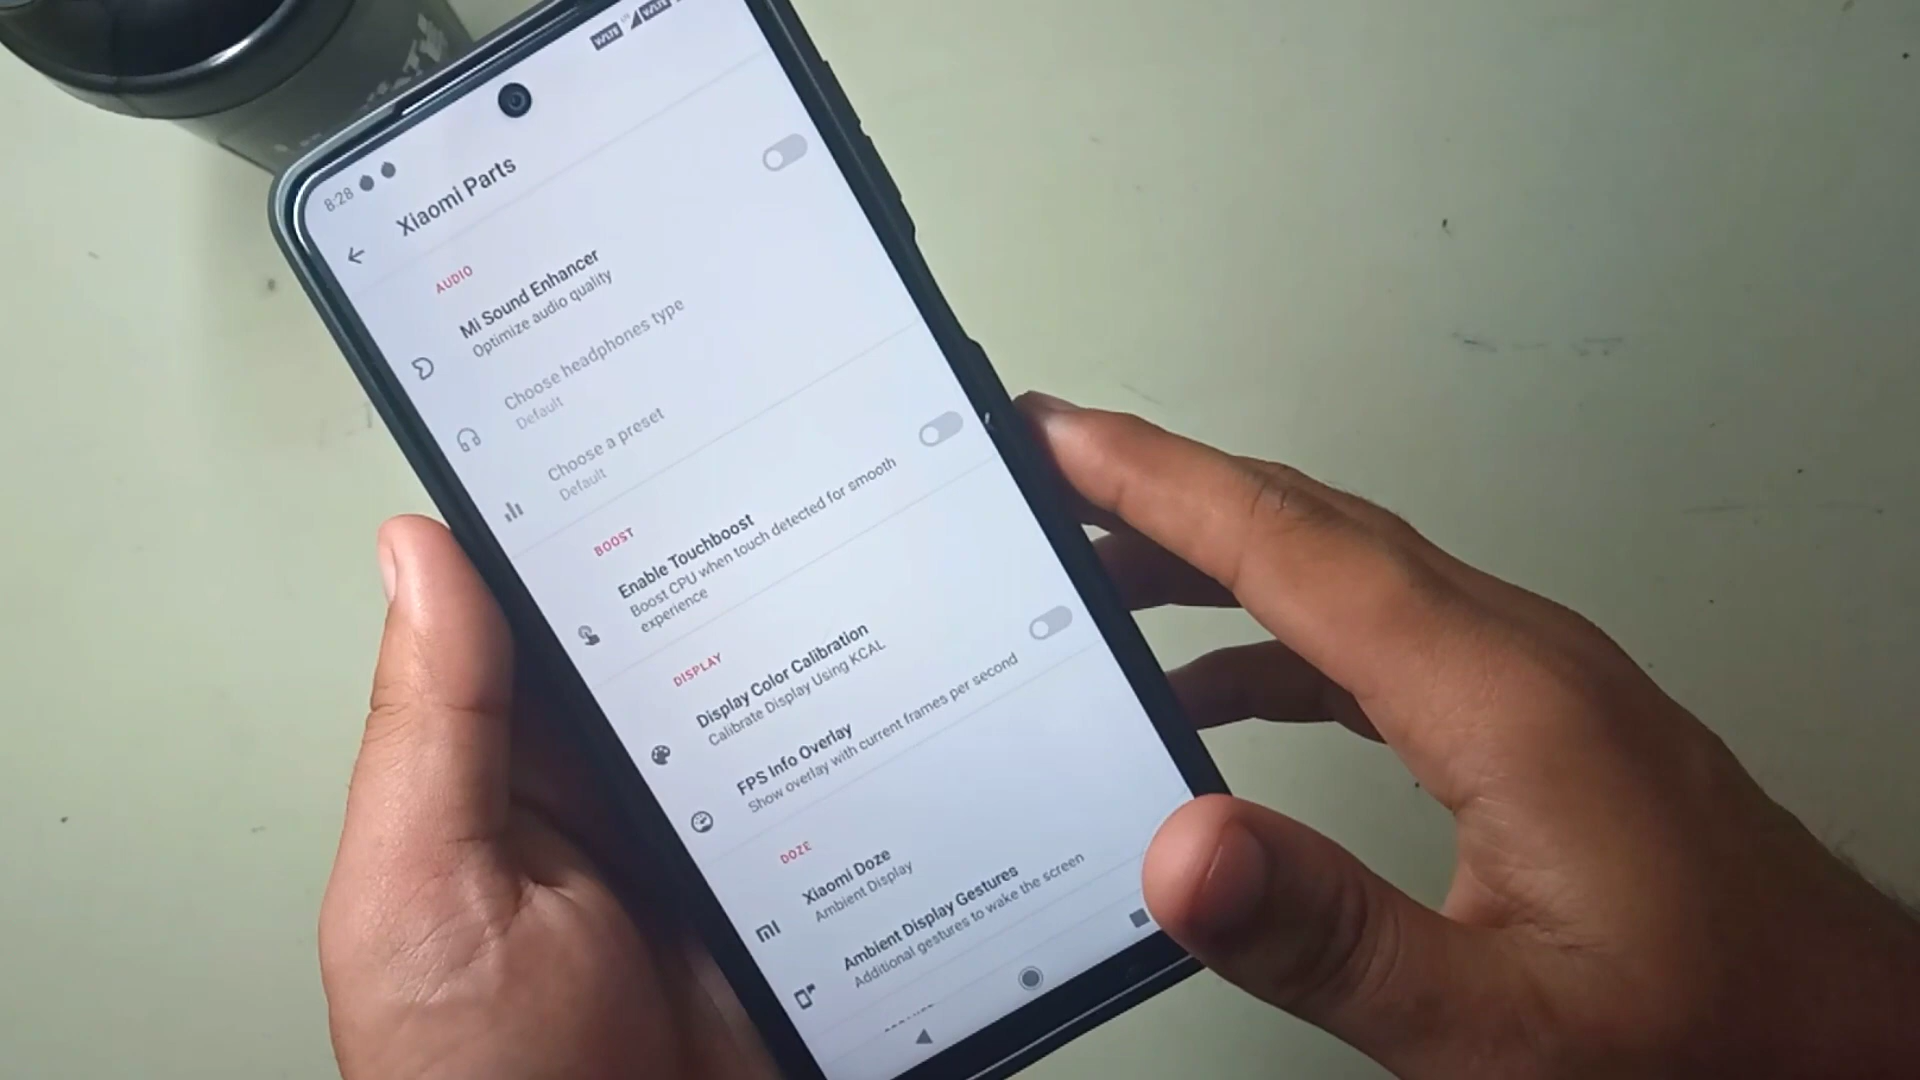 VoLTE VoLTE
8:28
Xiaomi Parts
AUDIO
Mi Sound Enhancer
Optimize audio quality
Choose headphones type
Default
Choose a preset
Default
BOOST
Enable Touchboost
Boost CPU when touch detected for smooth
experience
DISPLAY
Display Color Calibration
Calibrate Display Using KCAL
FPS Info Overlay
Show overlay with current frames per second
DOZE
Xiaomi Doze
Ambient Display
Ambient Display Gestures
Additional gestures to wake the screen